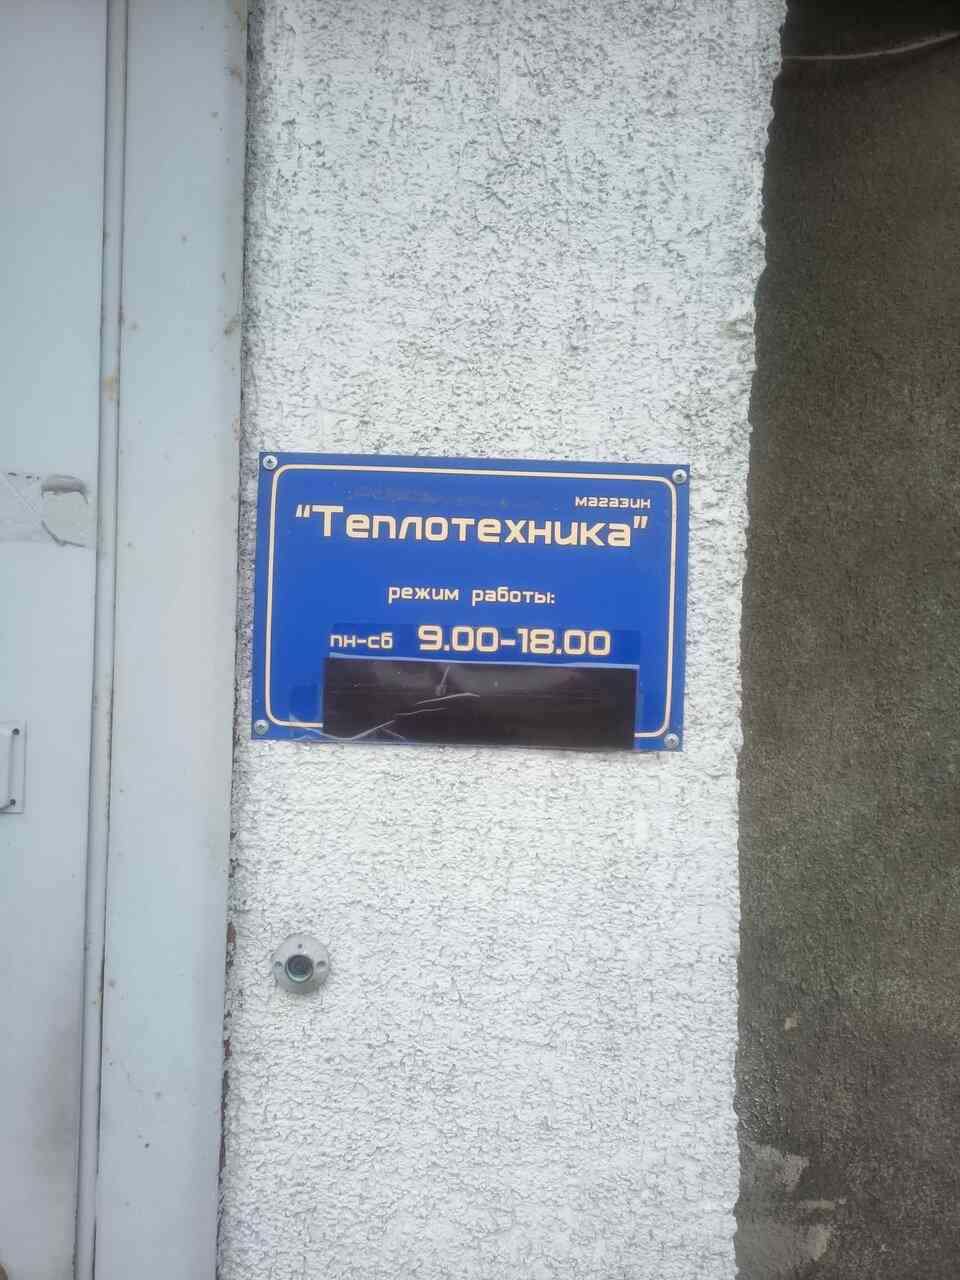 магазин
"Теплотехника"
режим работы:
пн-сб 9.00-18.00